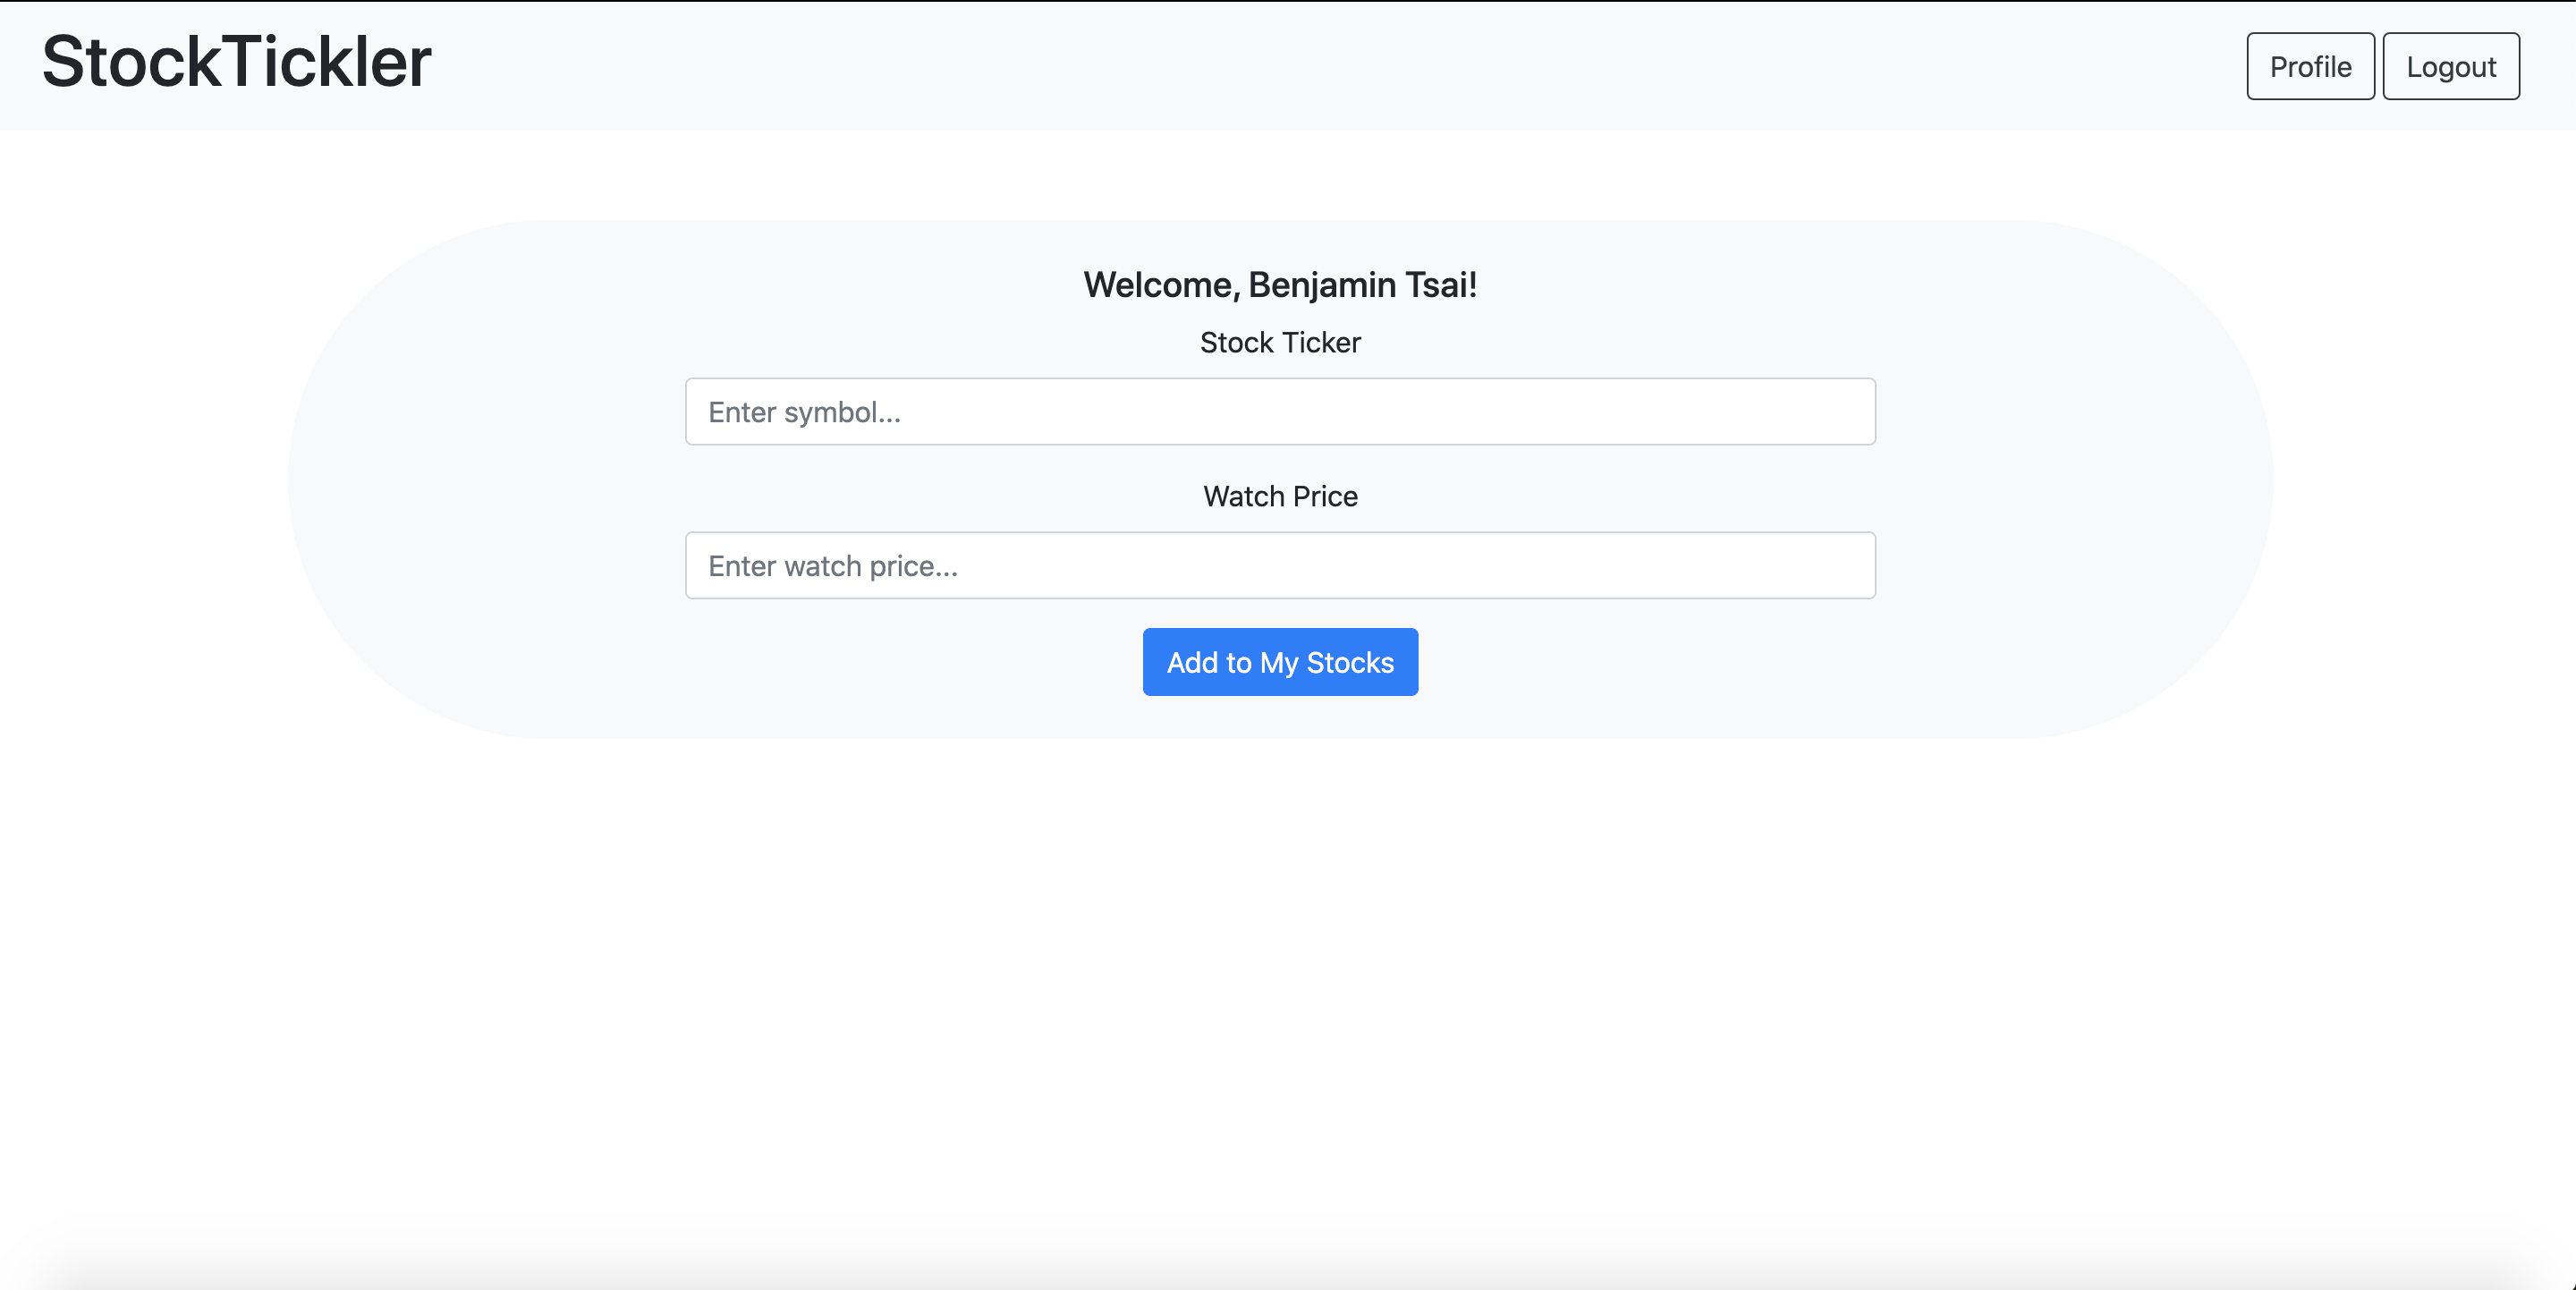 StockTickler
Profile
Logout
Welcome, Benjamin Tsai!
Stock Ticker
Enter symbol...
Watch Price
Enter watch price...
Add to My Stocks